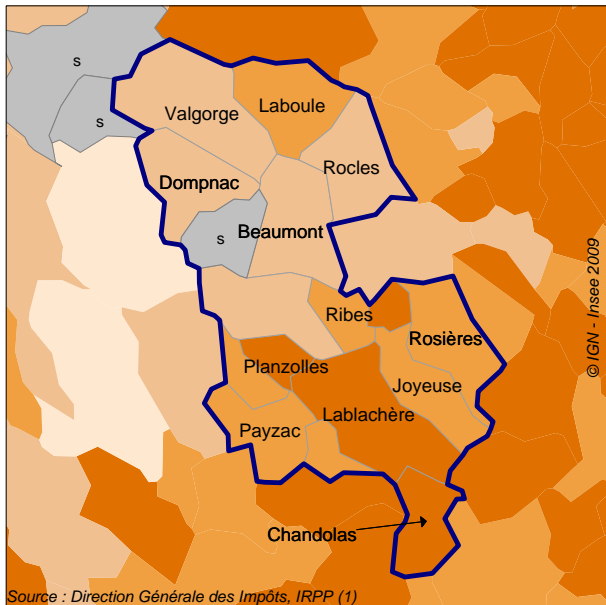 s
s
Valgorge
Laboule
Rocles
Dompnac
s
Beaumont
© IGN - Insee 2009
Ribes
Rosières
Planzolles
Joyeuse
Lablachère
Payzac
Chandolas
Source : Direction Générale des Impôts, IRPP (1)